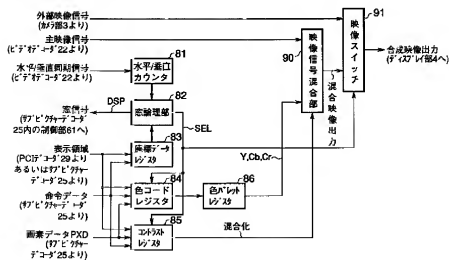 外部映像信号
(カメラ部3より)
主映像信号
(ビデオデコーダ22より)
水平/垂直同期信号
(ビデオデコーダ22より)
窓信号
(サブピクチャーデコーダ
25内の制御部61へ)
表示領域
(PCIデコーダ29より
あるいはサブピクチャー
デコーダ25より)
命令データ
(サブピクチャーデコーダ
25より)
画素データPXD
(サブピクチャー
デコーダ25より)
DSP
81
水平/垂直
カウンタ
82
窓論理部
SEL
83
座標データ
レジスタ
84
色コード
レジスタ
85
コントラスト
レジスタ
86
色パレット
レジスタ
Y,Cb,Cr
混合化
90
映像信号混合部
混合映像出力
91
映像スイッチ
合成映像出力
(ディスプレイ部4へ)